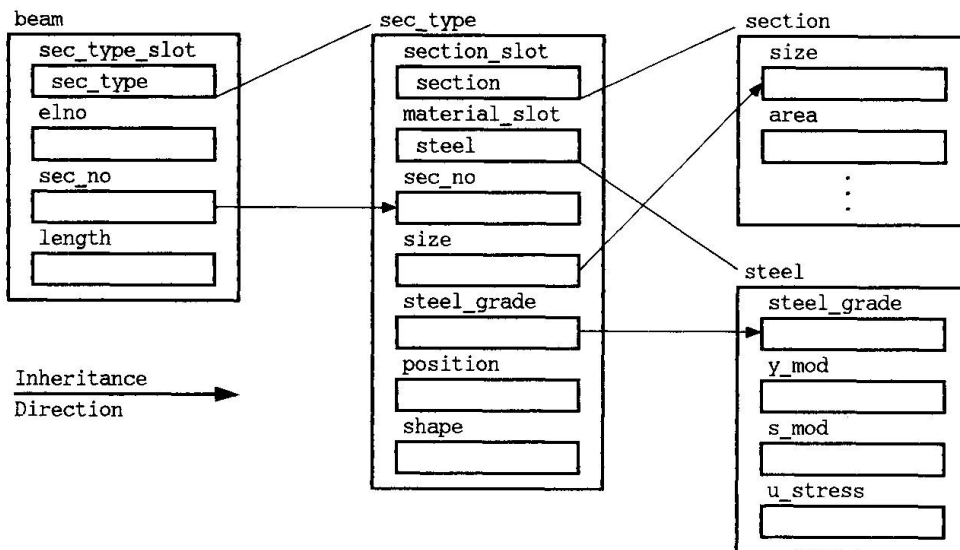 beam
sec_type_slot
sec_type
elno
sec_no
length
Inheritance
Direction
sec_type
section_slot
section
material_slot
steel
sec_no
size
steel_grade
position
shape
section
size
area
steel
steel_grade
y_mod
s_mod
u_stress